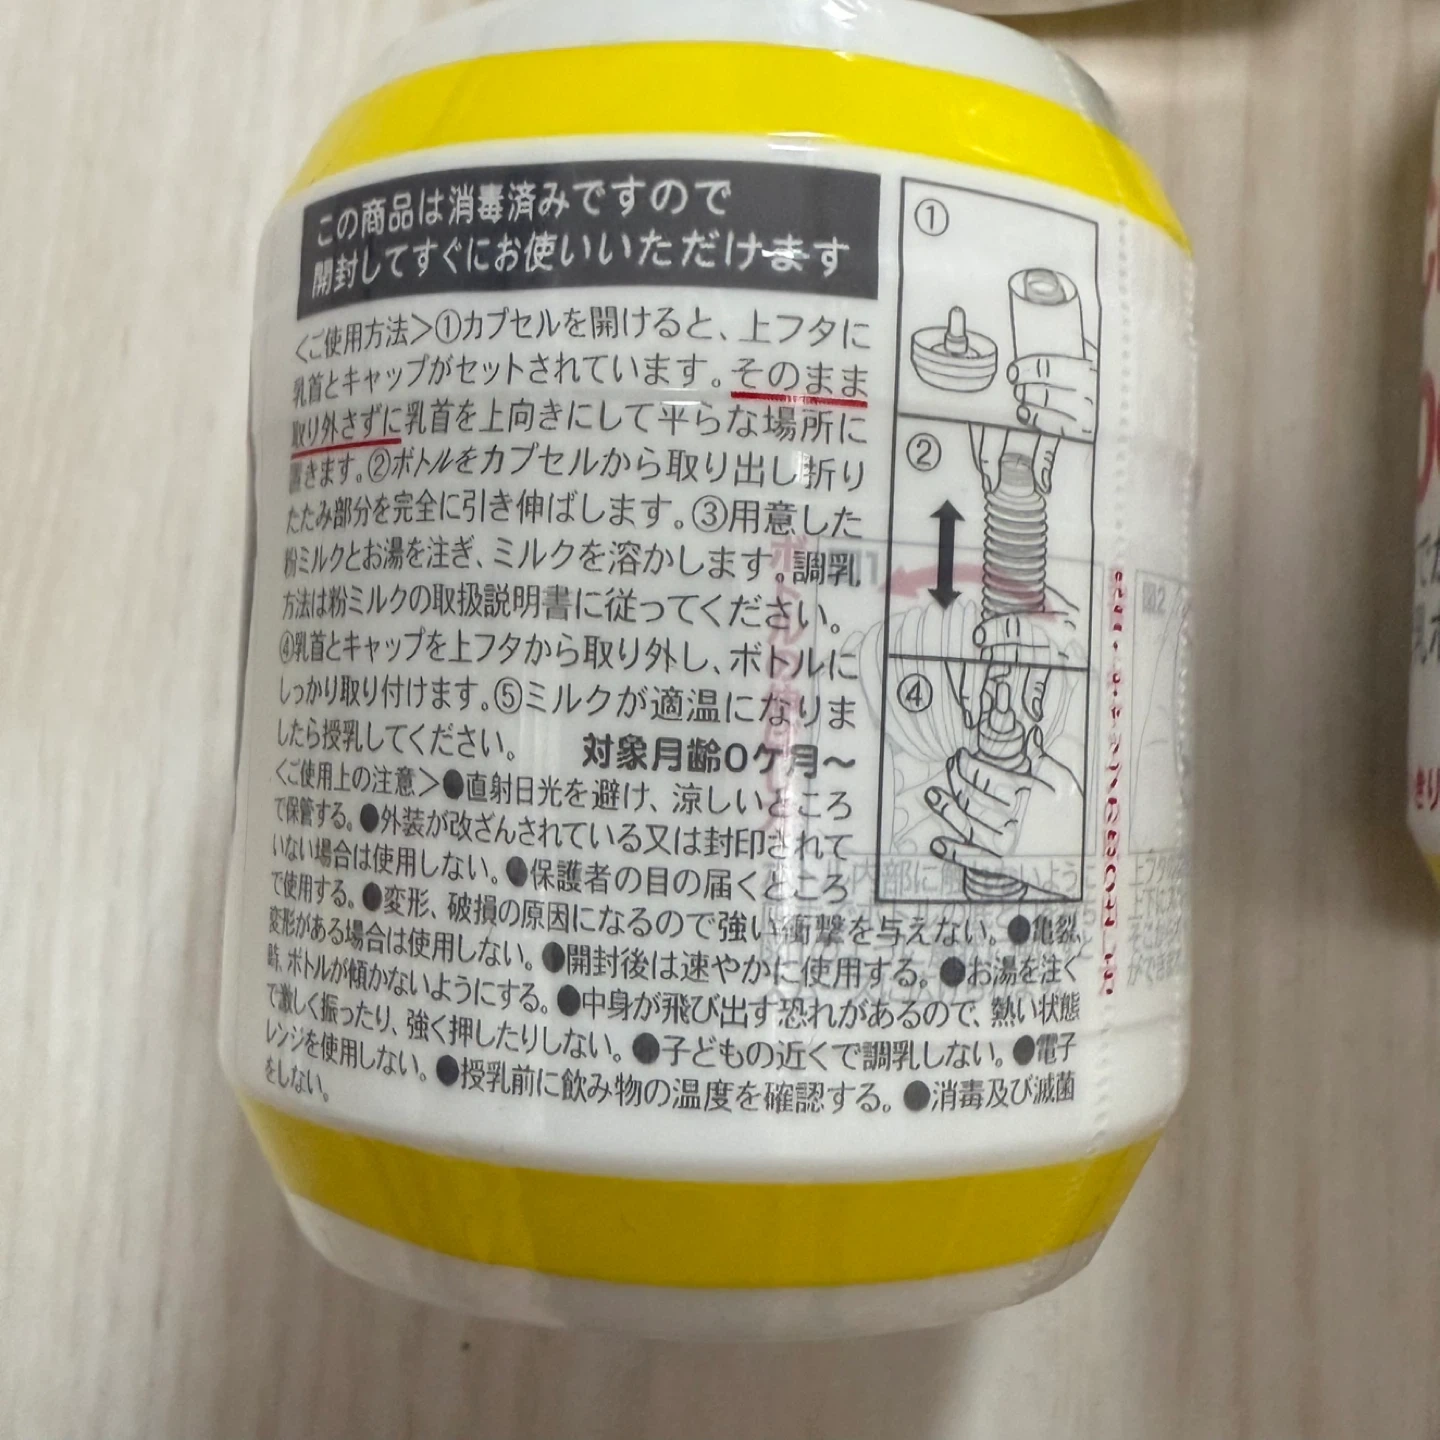 この商品は消毒済みですので
開封してすぐにお使いいただけます
<ご使用方法>①カプセルを開けると、上フタに
乳首とキャップがセットされています。そのまま
取り外さずに乳首を上向きにして平らな場所に
置きます。②ボトルをカプセルから取り出し折り
たたみ部分を完全に引き伸ばします。③用意した
粉ミルクとお湯を注ぎ、ミルクを溶かします。調乳
方法は粉ミルクの取扱説明書に従ってください。
④乳首とキャップを上フタから取り外し、ボトルに
しっかり取り付けます。⑤ミルクが適温になりま
したら授乳してください。
対象月齢0ケ月〜
<ご使用上の注意>●直射日光を避け、涼しいところ
で保管する。●外装が改ざんされている又は封印されて
いない場合は使用しない。●保護者の目の届くところ
で使用する。●変形、破損の原因になるので強い衝撃を与えない。●亀裂、
変形がある場合は使用しない。●開封後は速やかに使用する。●お湯を注ぐ
時、ボトルが傾かないようにする。●中身が飛び出す恐れがあるので、熱い状態
で激しく振ったり、強く押したりしない。●子どもの近くで調乳しない。●電子
レンジを使用しない。●授乳前に飲み物の温度を確認する。●消毒及び滅菌
をしない。
①
②
④